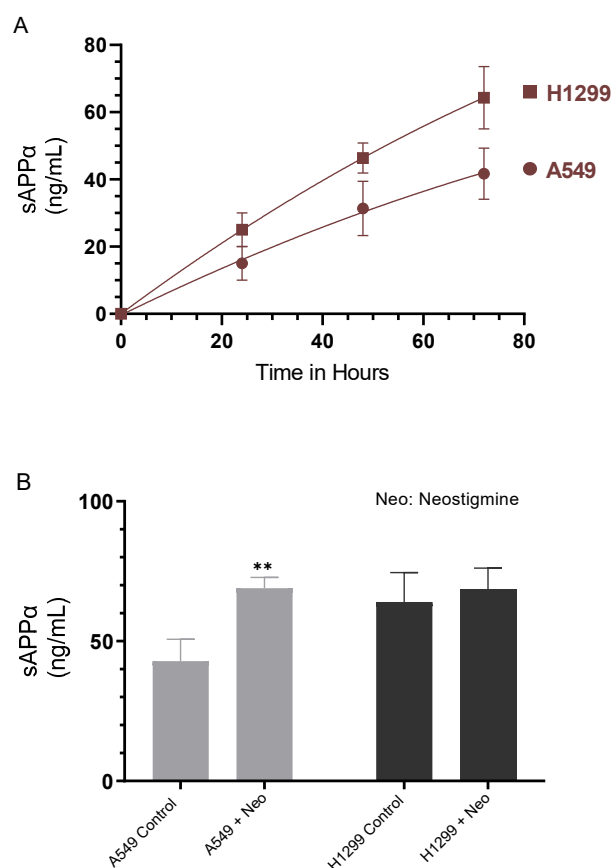 A
80
60
40
20
0
sAPPα
(ng/mL)
H1299
A549
0 20 40 60 80
Time in Hours
B
Neo: Neostigmine
100
50
0
sAPPα
(ng/mL)
**
A549 Control
A549 + Neo
H1299 Control
H1299 + Neo